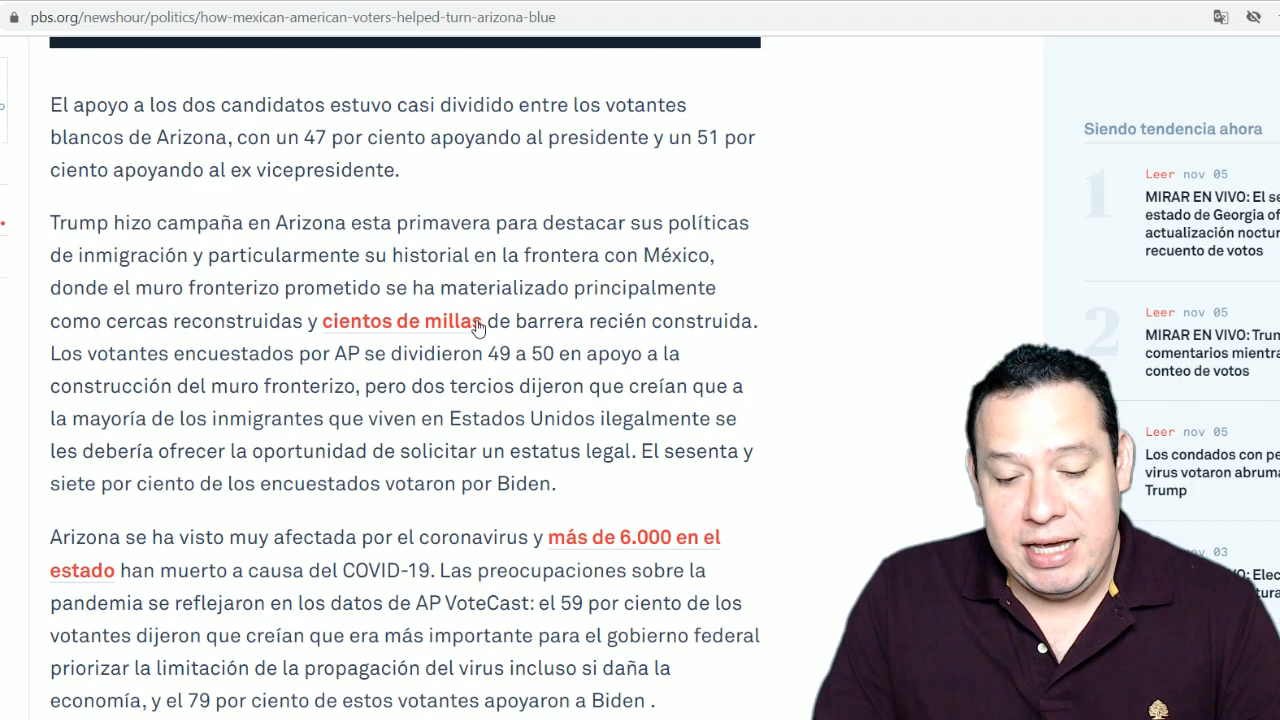 pbs.org/newshour/politics/how-mexican-american-voters-helped-turn-arizona-blue
El apoyo a los dos candidatos estuvo casi dividido entre los votantes
blancos de Arizona, con un 47 por ciento apoyando al presidente y un 51 por
ciento apoyando al ex vicepresidente.
Trump hizo campaña en Arizona esta primavera para destacar sus políticas
de inmigración y particularmente su historial en la frontera con México,
donde el muro fronterizo prometido se ha materializado principalmente
como cercas reconstruidas y cientos de millas de barrera recién construida.
Los votantes encuestados por AP se dividieron 49 a 50 en apoyo a la
construcción del muro fronterizo, pero dos tercios dijeron que creían que a
la mayoría de los inmigrantes que viven en Estados Unidos ilegalmente se
les debería ofrecer la oportunidad de solicitar un estatus legal. El sesenta y
siete por ciento de los encuestados votaron por Biden.
Arizona se ha visto muy afectada por el coronavirus y más de 6.000 en el
estado han muerto a causa del COVID-19. Las preocupaciones sobre la
pandemia se reflejaron en los datos de AP VoteCast: el 59 por ciento de los
votantes dijeron que creían que era más importante para el gobierno federal
priorizar la limitación de la propagación del virus incluso si daña la
economía, y el 79 por ciento de estos votantes apoyaron a Biden .
Siendo tendencia ahora
1
Leer nov 05
MIRAR EN VIVO: El se
estado de Georgia of
actualización noctur
recuento de votos
2
Leer nov 05
MIRAR EN VIVO: Trun
comentarios mientra
conteo de votos
Leer nov 05
Los condados con pe
virus votaron abruma
Trump
nov 03
VO: Elec
tura